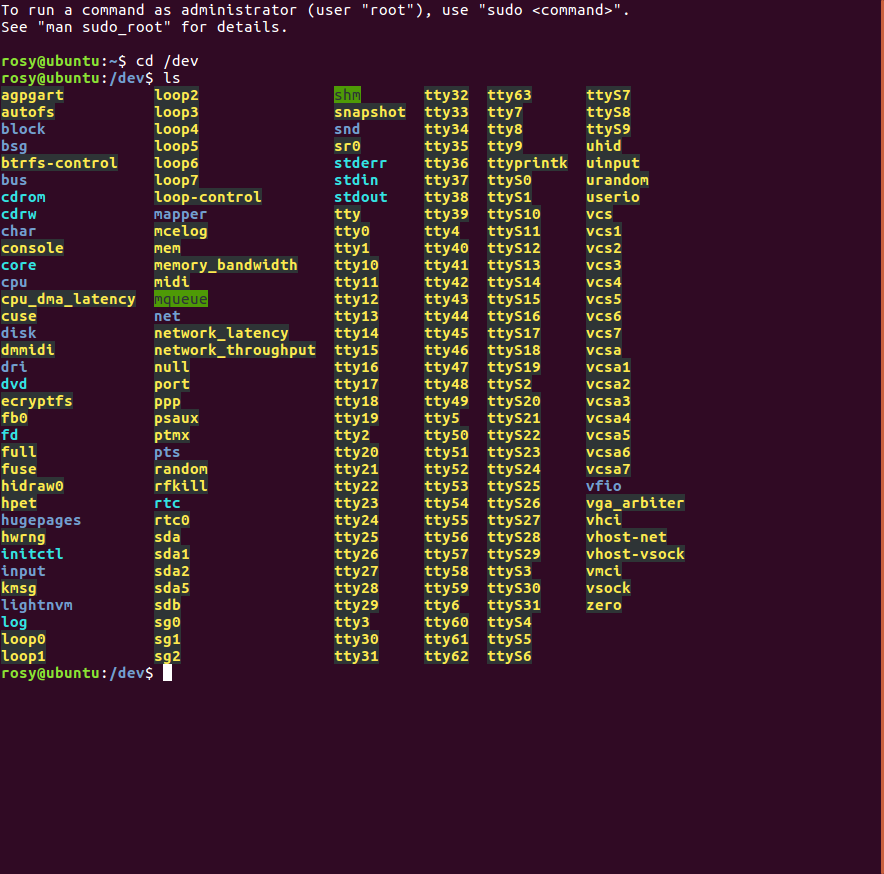 To run a command as administrator (user "root"), use "sudo <command>".
See "man sudo_root" for details.
rosy@ubuntu:~$ cd /dev
rosy@ubuntu:/dev$ ls
agpgart loop2 shm tty32 tty63 ttyS7
autofs loop3 snapshot tty33 tty7 ttyS8
block loop4 snd tty34 tty8 ttyS9
bsg loop5 sr0 tty35 tty9 uhid
btrfs-control loop6 stderr tty36 ttyprintk uinput
bus loop7 stdin tty37 ttyS0 urandom
cdrom loop-control stdout tty38 ttyS1 userio
cdrw mapper tty tty39 ttyS10 vcs
char mcelog tty0 tty4 ttyS11 vcs1
console mem tty1 tty40 ttyS12 vcs2
core memory_bandwidth tty10 tty41 ttyS13 vcs3
cpu midi tty11 tty42 ttyS14 vcs4
cpu_dma_latency mqueue tty12 tty43 ttyS15 vcs5
cuse net tty13 tty44 ttyS16 vcs6
disk network_latency tty14 tty45 ttyS17 vcs7
dmmidi network_throughput tty15 tty46 ttyS18 vcsa
dri null tty16 tty47 ttyS19 vcsa1
dvd port tty17 tty48 ttyS2 vcsa2
ecryptfs ppp tty18 tty49 ttyS20 vcsa3
fb0 psaux tty19 tty5 ttyS21 vcsa4
fd ptmx tty2 tty50 ttyS22 vcsa5
full pts tty20 tty51 ttyS23 vcsa6
fuse random tty21 tty52 ttyS24 vcsa7
hidraw0 rfkill tty22 tty53 ttyS25 vfio
hpet rtc tty23 tty54 ttyS26 vga_arbiter
hugepages rtc0 tty24 tty55 ttyS27 vhci
hwrng sda tty25 tty56 ttyS28 vhost-net
initctl sda1 tty26 tty57 ttyS29 vhost-vsock
input sda2 tty27 tty58 ttyS3 vmci
kmsg sda5 tty28 tty59 ttyS30 vsock
lightnvm sdb tty29 tty6 ttyS31 zero
log sg0 tty3 tty60 ttyS4
loop0 sg1 tty30 tty61 ttyS5
loop1 sg2 tty31 tty62 ttyS6
rosy@ubuntu:/dev$